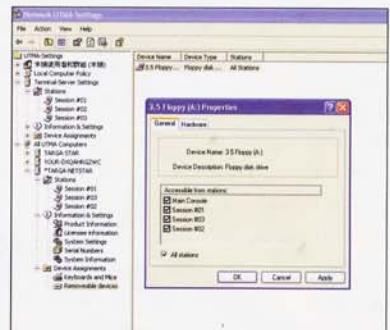 Network UTMA Settings
File Action View Help
UTMA-Settings
Local Computer Policy
Terminal-Server Settings
Stations
Session #01
Session #03
Session #02
Information & Settings
Device Assignments
All UTMA Computers
TARGA-STAR
*TARGA-NETSTAR
Stations
Session #01
Session #03
Session #02
Information & Settings
Product Information
Licensee Information
System Settings
Serial Numbers
System Information
Device Assignments
Keyboards and Mice
Removeable devices
Device Name Device Type Stations
3.5 Floppy ... Floppy disk ... All Stations
3.5 Floppy (A:) Properties
General Hardware
Device Name: 3.5 Floppy (A:)
Device Description: Floppy disk drive
Accessible from stations:
Main Console
Session #01
Session #03
Session #02
All stations
OK Cancel Apply